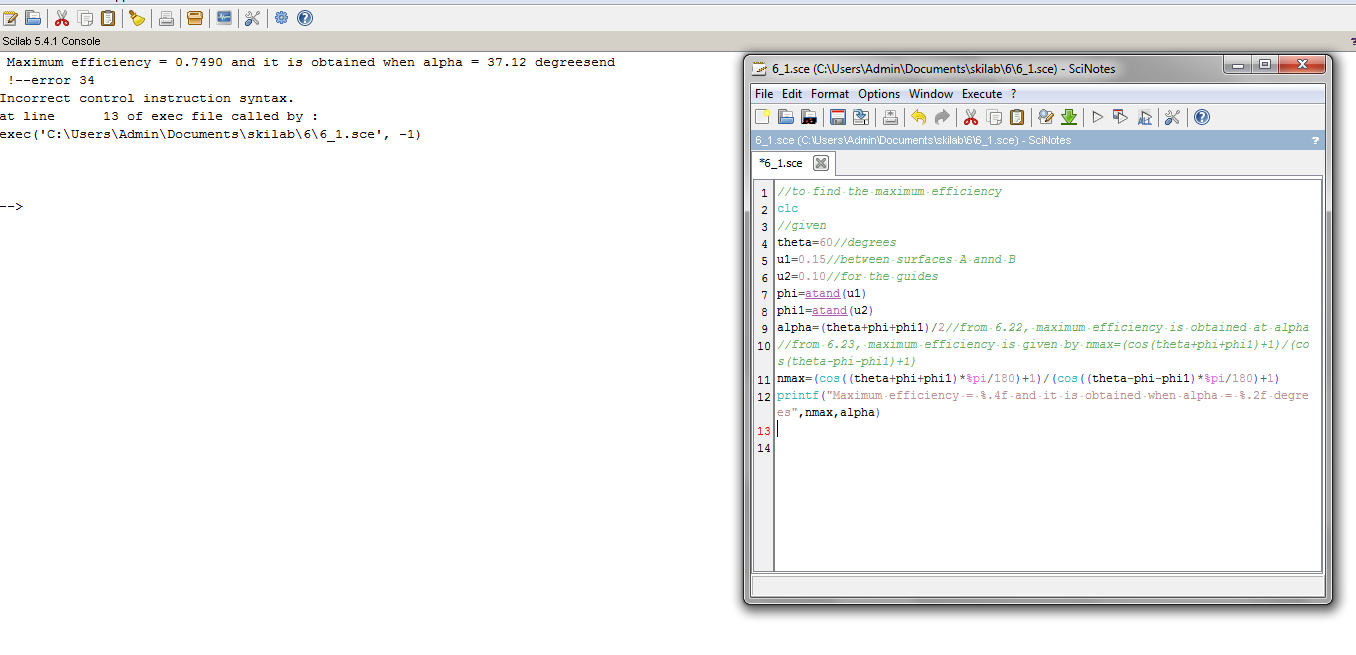 Scilab 5.4.1 Console
Maximum efficiency = 0.7490 and it is obtained when alpha = 37.12 degreesend
!--error 34
Incorrect control instruction syntax.
at line      13 of exec file called by :
exec('C:\Users\Admin\Documents\skilab\6\6_1.sce', -1)
-->
6_1.sce (C:\Users\Admin\Documents\skilab\6\6_1.sce) - SciNotes
File Edit Format Options Window Execute ?
6_1.sce (C:\Users\Admin\Documents\skilab\6\6_1.sce) - SciNotes ?
*6_1.sce
1 //to find the maximum efficiency
2 clc
3 //given
4 theta=60//degrees
5 u1=0.15//between surfaces A annd B
6 u2=0.10//for the guides
7 phi=atand(u1)
8 phi1=atand(u2)
9 alpha=(theta+phi+phi1)/2//from 6.22, maximum efficiency is obtained at alpha
10 //from 6.23, maximum efficiency is given by nmax=(cos(theta+phi+phi1)+1)/(co
s(theta-phi-phi1)+1)
11 nmax=(cos((theta+phi+phi1)*%pi/180)+1)/(cos((theta-phi-phi1)*%pi/180)+1)
12 printf("Maximum efficiency = %.4f and it is obtained when alpha = %.2f degre
es",nmax,alpha)
13
14